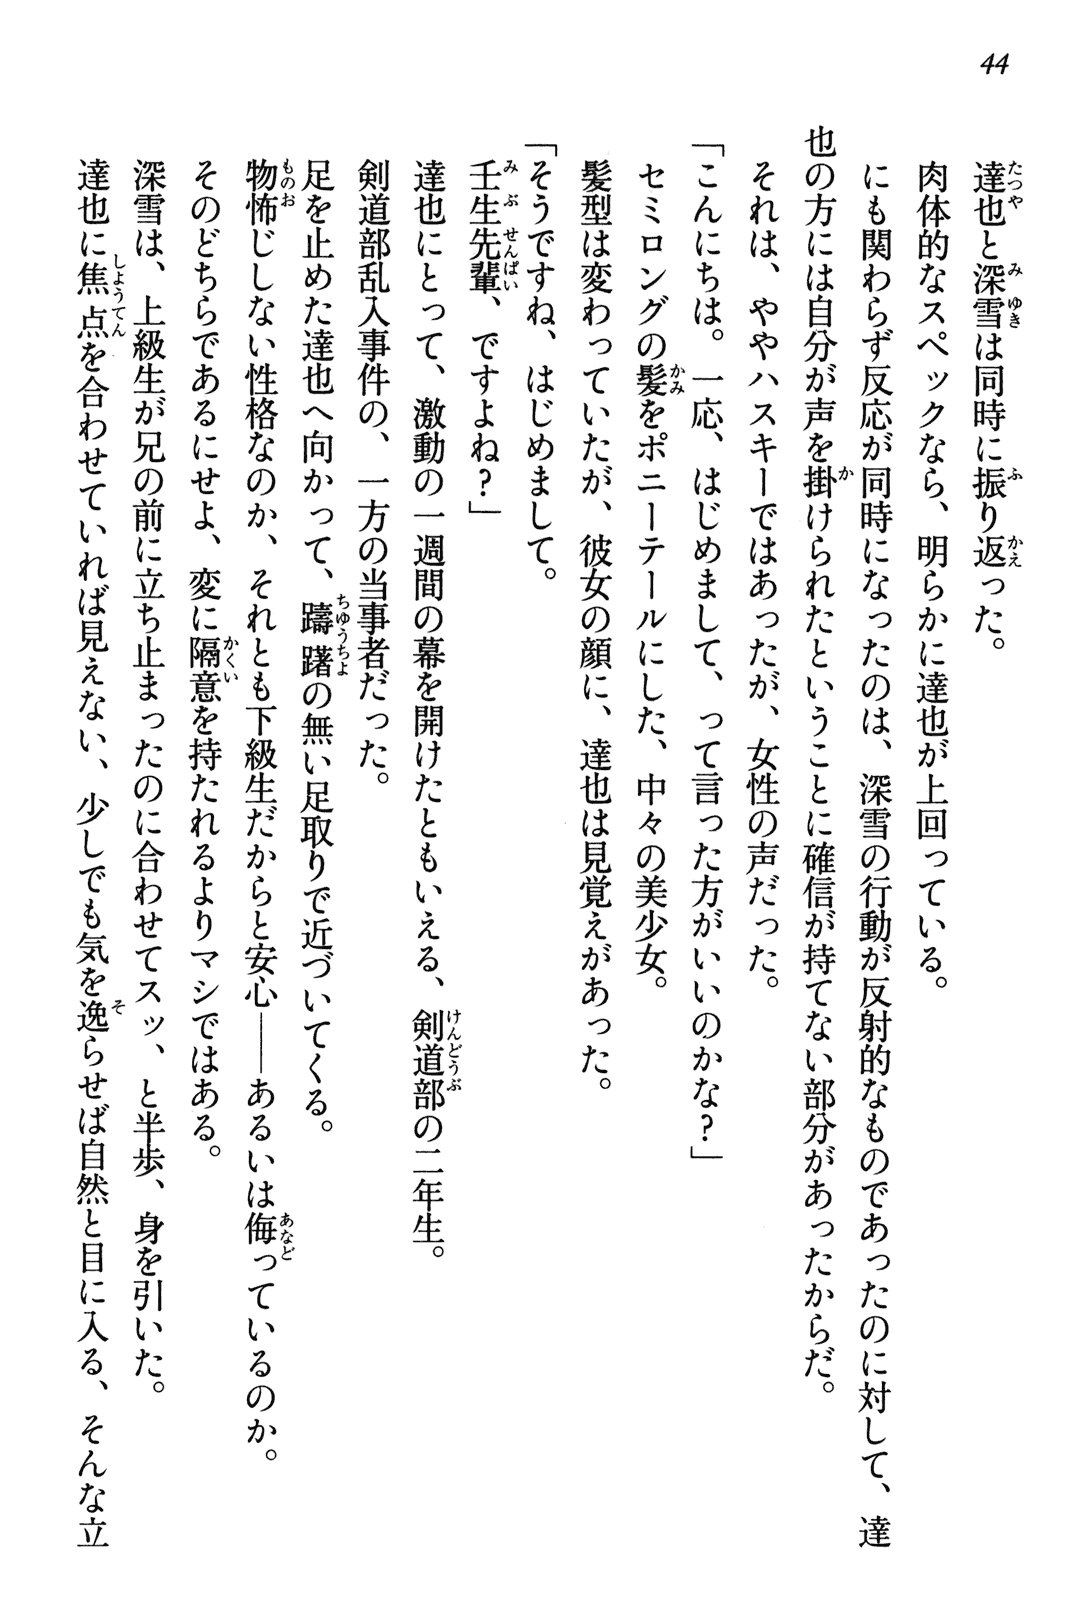 44
達也と深雪は同時に振り返った。
肉体的なスペックなら、明らかに達也が上回っている。
にも関わらず反応が同時になったのは、深雪の行動が反射的なものであったのに対して、達
也の方には自分が声を掛けられたということに確信が持てない部分があったからだ。
それは、ややハスキーではあったが、女性の声だった。
「こんにちは。一応、はじめまして、って言った方がいいのかな?」
セミロングの髪をポニーテールにした、中々の美少女。
髪型は変わっていたが、彼女の顔に、達也は見覚えがあった。
「そうですね、はじめまして。
壬生先輩、ですよね?」
達也にとって、激動の一週間の幕を開けたともいえる、剣道部の二年生。
剣道部乱入事件の、一方の当事者だった。
足を止めた達也へ向かって、躊躇の無い足取りで近づいてくる。
物怖じしない性格なのか、それとも下級生だからと安心――あるいは侮っているのか。
そのどちらであるにせよ、変に隔意を持たれるよりマシではある。
深雪は、上級生が兄の前に立ち止まったのに合わせてスッ、と半歩、身を引いた。
達也に焦点を合わせていれば見えない、少しでも気を逸らせば自然と目に入る、そんな立